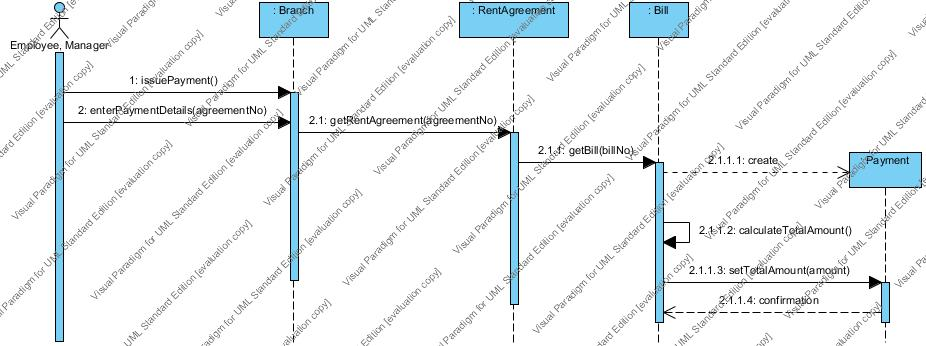 : Branch
: RentAgreement
: Bill
Employee, Manager
1: issuePayment()
2: enterPaymentDetails(agreementNo)
2.1: getRentAgreement(agreementNo)
2.1.1: getBill(billNo)
2.1.1.1: create
Payment
2.1.1.2: calculateTotalAmount()
2.1.1.3: setTotalAmount(amount)
2.1.1.4: confirmation
Visual Paradigm for UML Standard Edition [evaluation copy]